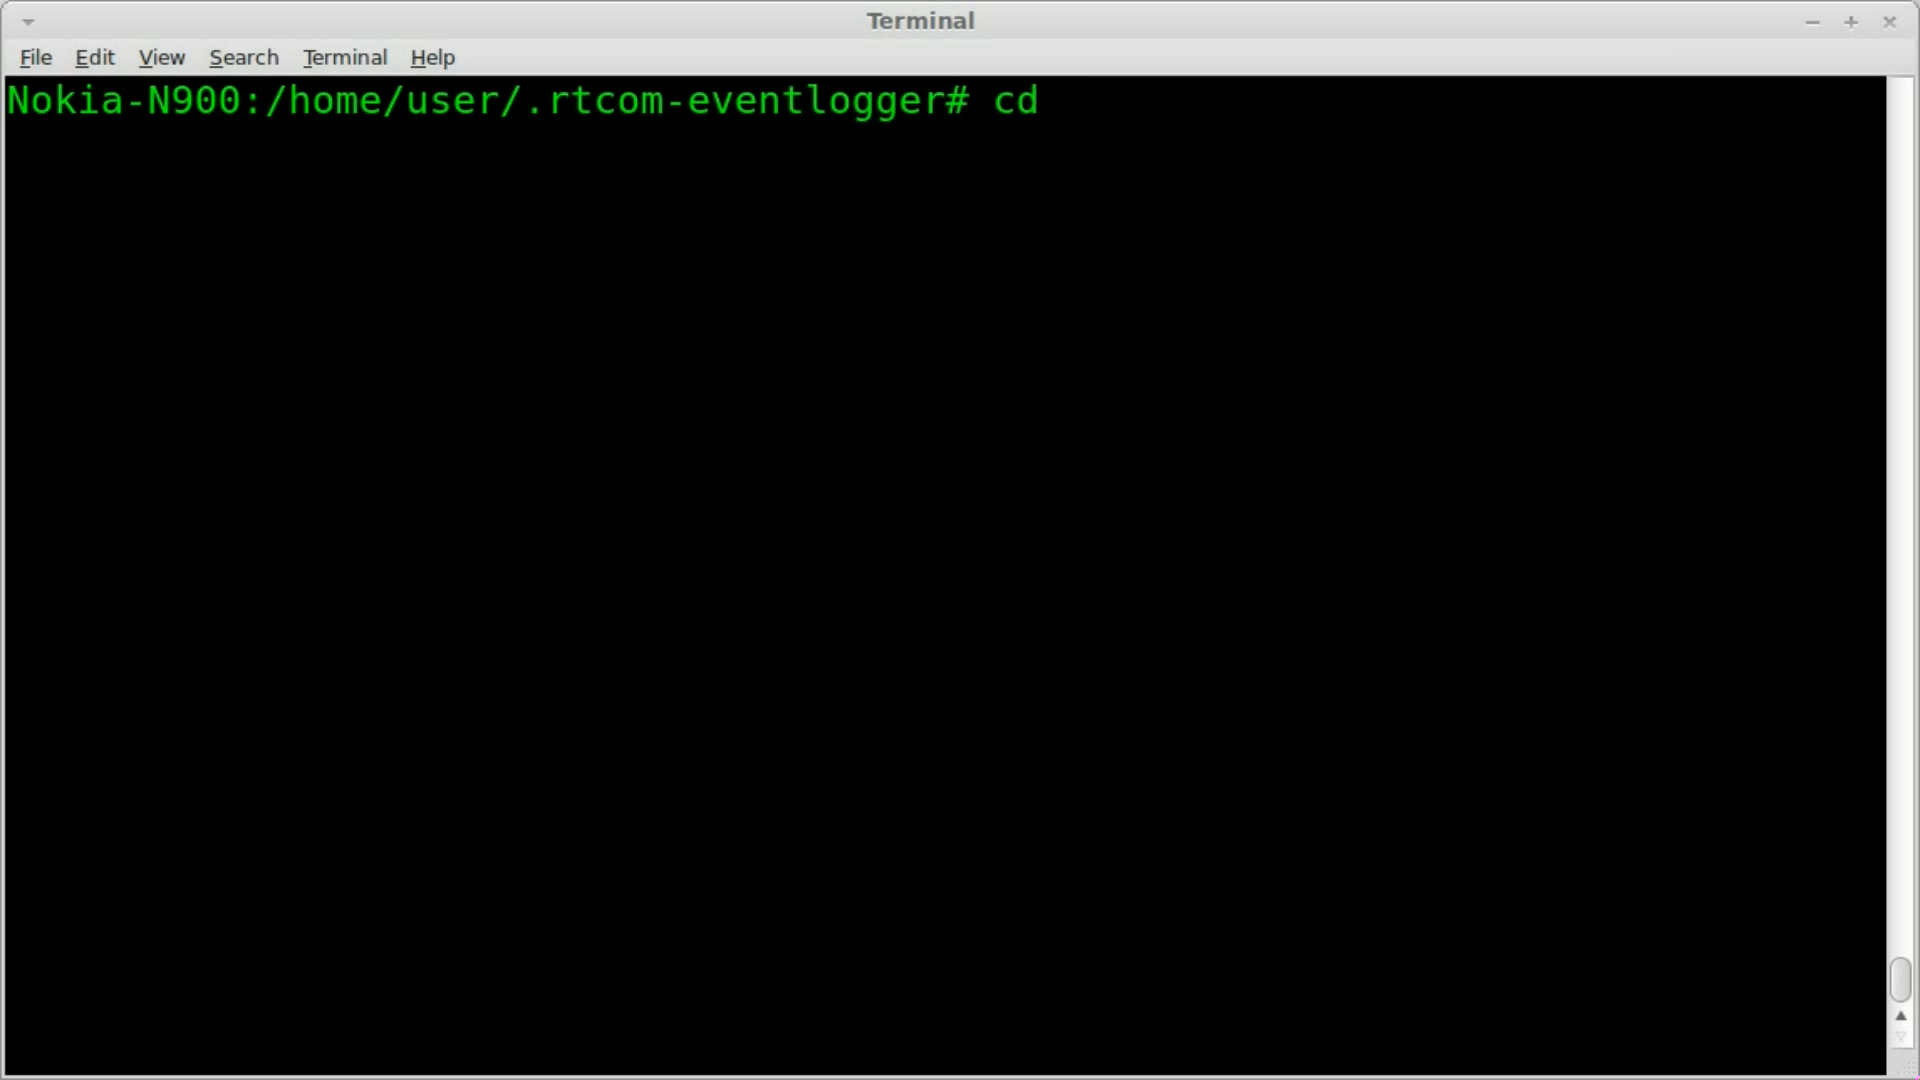 Terminal
File Edit View Search Terminal Help
Nokia-N900:/home/user/.rtcom-eventlogger# cd